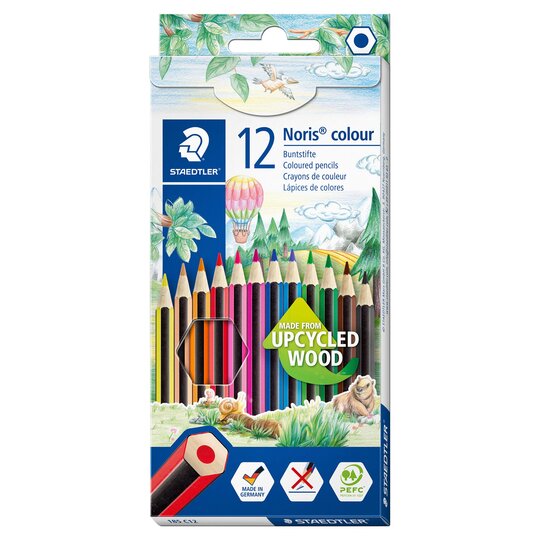 STAEDTLER
12 Noris® colour
Buntstifte
Coloured pencils
Crayons de couleur
Lápices de colores
MADE FROM
UPCYCLED
WOOD
MADE IN
GERMANY
PEFC
185 C12
STAEDTLER